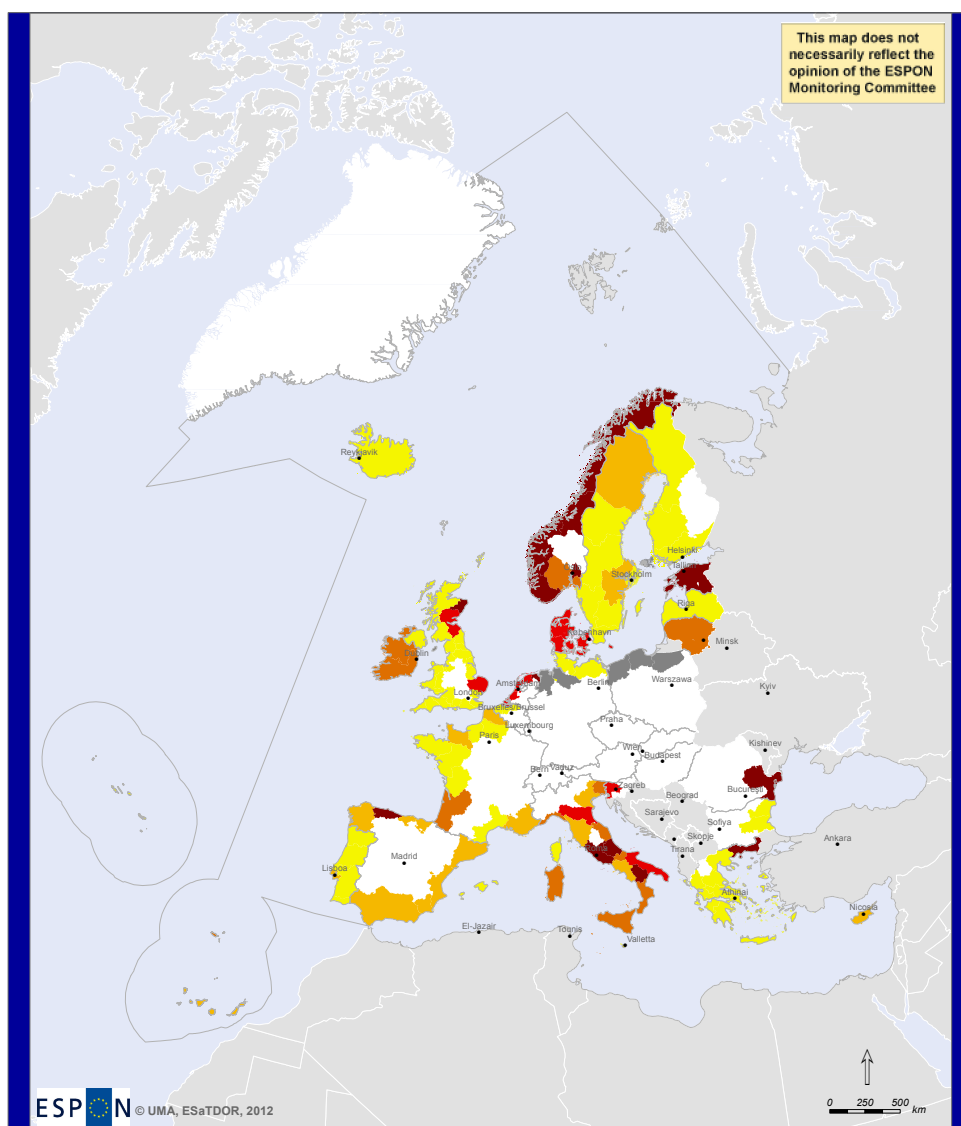 This map does not
necessarily reflect the
opinion of the ESPON
Monitoring Committee
Reykjavik
Helsinki
Tallinn
Stockholm
Riga
København
Minsk
Dublin
Amsterdam
Berlin
Warszawa
London
Kyiv
Bruxelles/Brussel
Luxembourg
Praha
Paris
Wien
Kishinev
Budapest
Bern
Vaduz
Zagreb
Bucureşti
Beograd
Sarajevo
Sofiya
Skopje
Ankara
Roma
Tirana
Madrid
Lisboa
Athinai
Nicosia
El-Jazair
Tounis
Valletta
ESPON © UMA, ESaTDOR, 2012
0 250 500
km